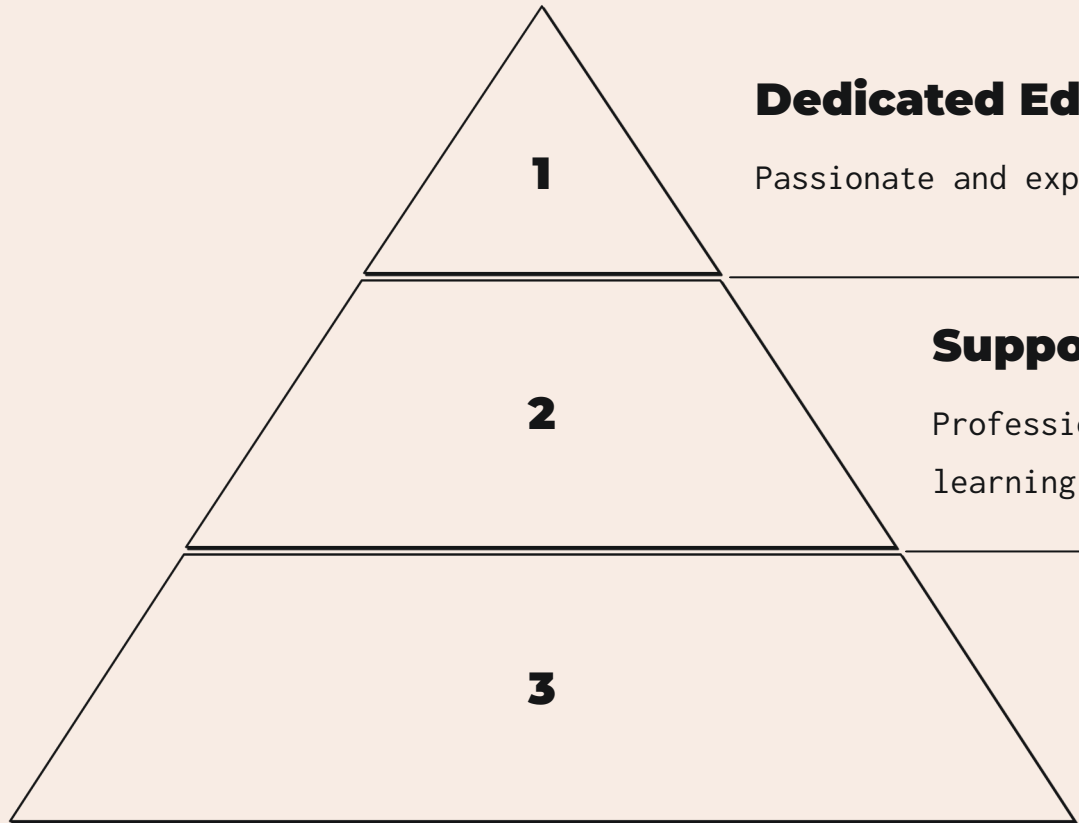 1
Dedicated Ed
Passionate and exp
2
Suppo
Professi
learning
3